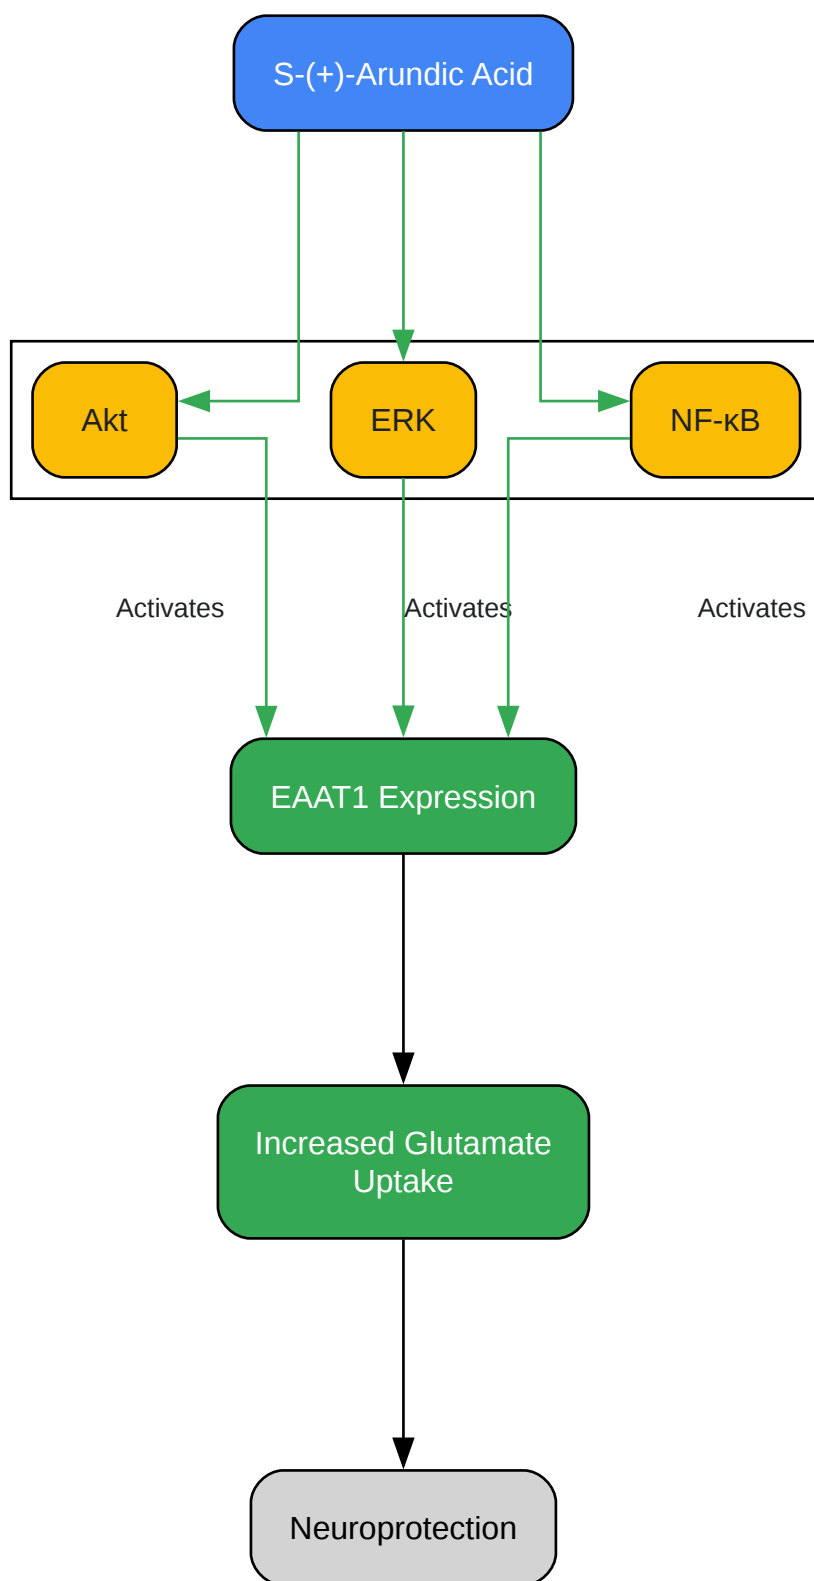 S-(+)-Arundic Acid
Akt
ERK
NF-κB
Activates
Activates
Activates
EAAT1 Expression
Increased Glutamate
Uptake
Neuroprotection